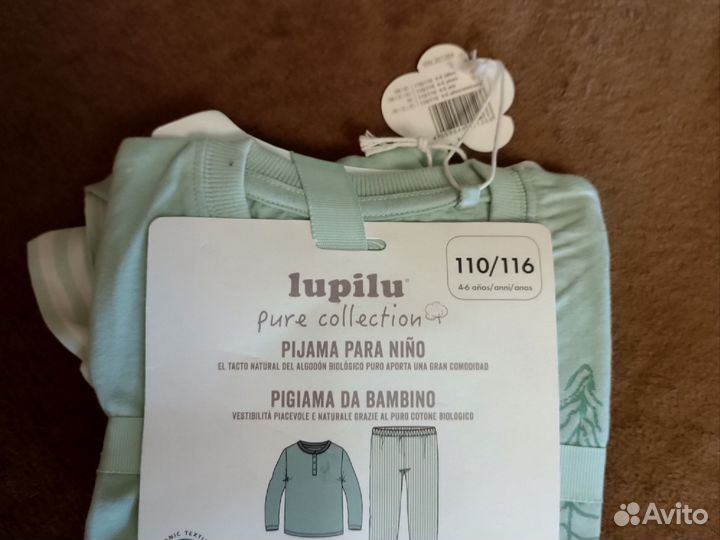 110/116
4-6 años/anni/anos
lupilu®
pure collection
PIJAMA PARA NIÑO
EL TACTO NATURAL DEL ALGODÓN BIOLÓGICO PURO APORTA UNA GRAN COMODIDAD
PIGIAMA DA BAMBINO
VESTIBILITÀ PIACEVOLE E NATURALE GRAZIE AL PURO COTONE BIOLOGICO
Avito